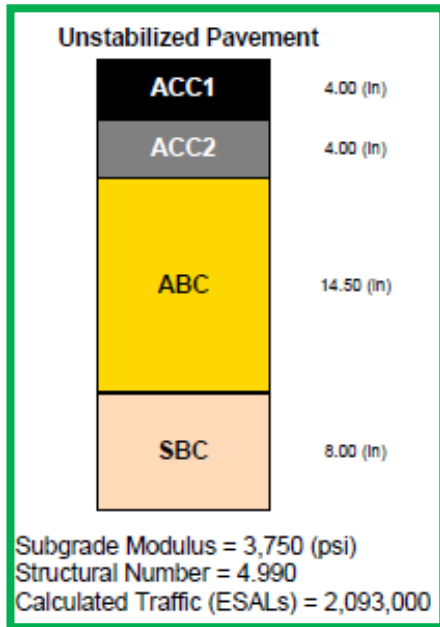 Unstabilized Pavement
ACC1 4.00 (in)
ACC2 4.00 (in)
ABC 14.50 (in)
SBC 8.00 (in)
Subgrade Modulus = 3,750 (psi)
Structural Number = 4.990
Calculated Traffic (ESALs) = 2,093,000